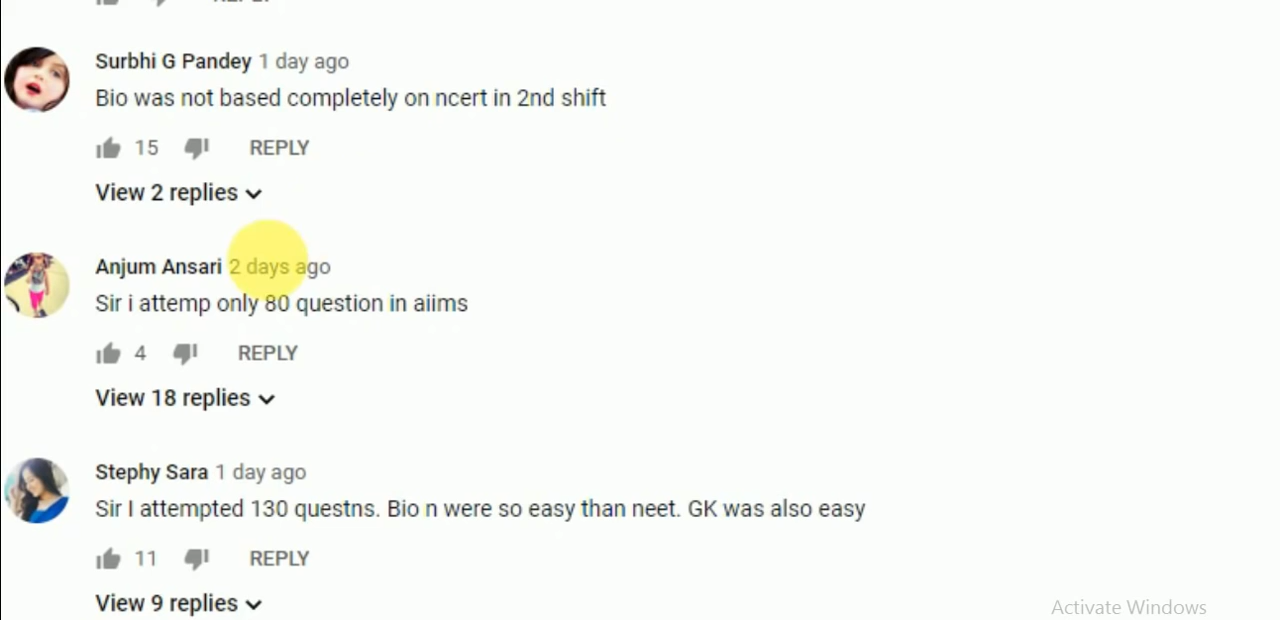 REPLY
Surbhi G Pandey 1 day ago
Bio was not based completely on ncert in 2nd shift
15 REPLY
View 2 replies
Anjum Ansari 2 days ago
Sir i attemp only 80 question in aiims
4 REPLY
View 18 replies
Stephy Sara 1 day ago
Sir I attempted 130 questns. Bio n were so easy than neet. GK was also easy
11 REPLY
View 9 replies
Activate Windows